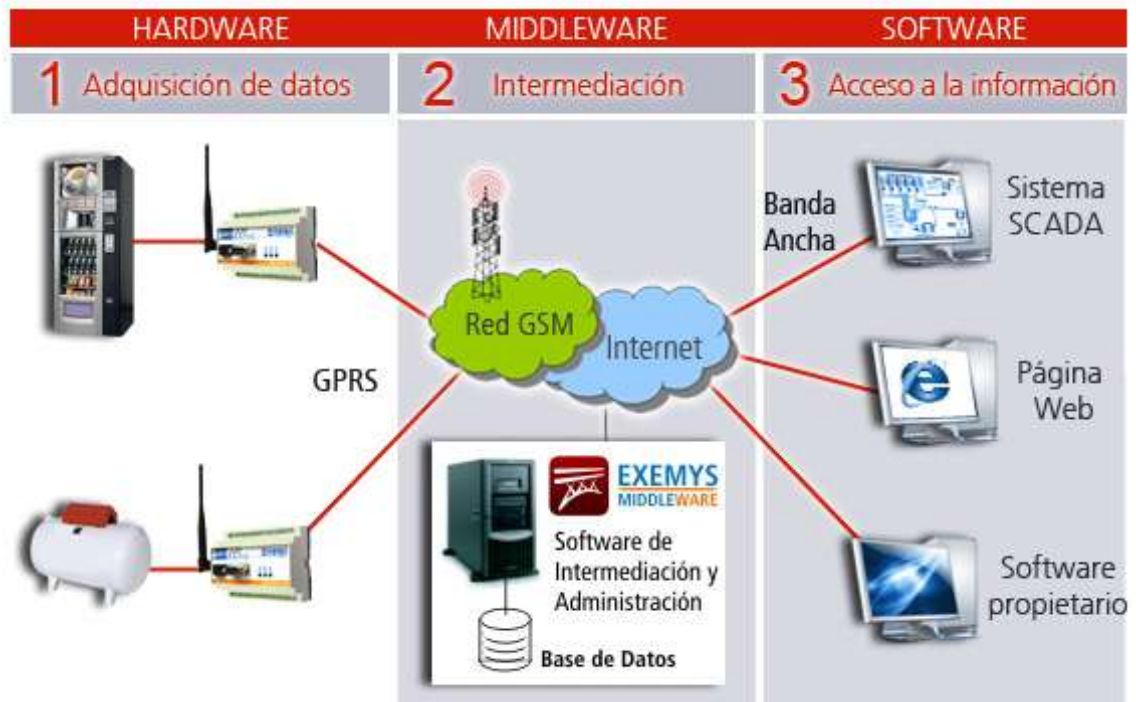 HARDWARE
MIDDLEWARE
SOFTWARE
1 Adquisición de datos
2 Intermediación
3 Acceso a la información
GPRS
Red GSM
Internet
EXEMYS
MIDDLEWARE
Software de
Intermediación y
Administración
Base de Datos
Banda
Ancha
Sistema
SCADA
Página
Web
Software
propietario